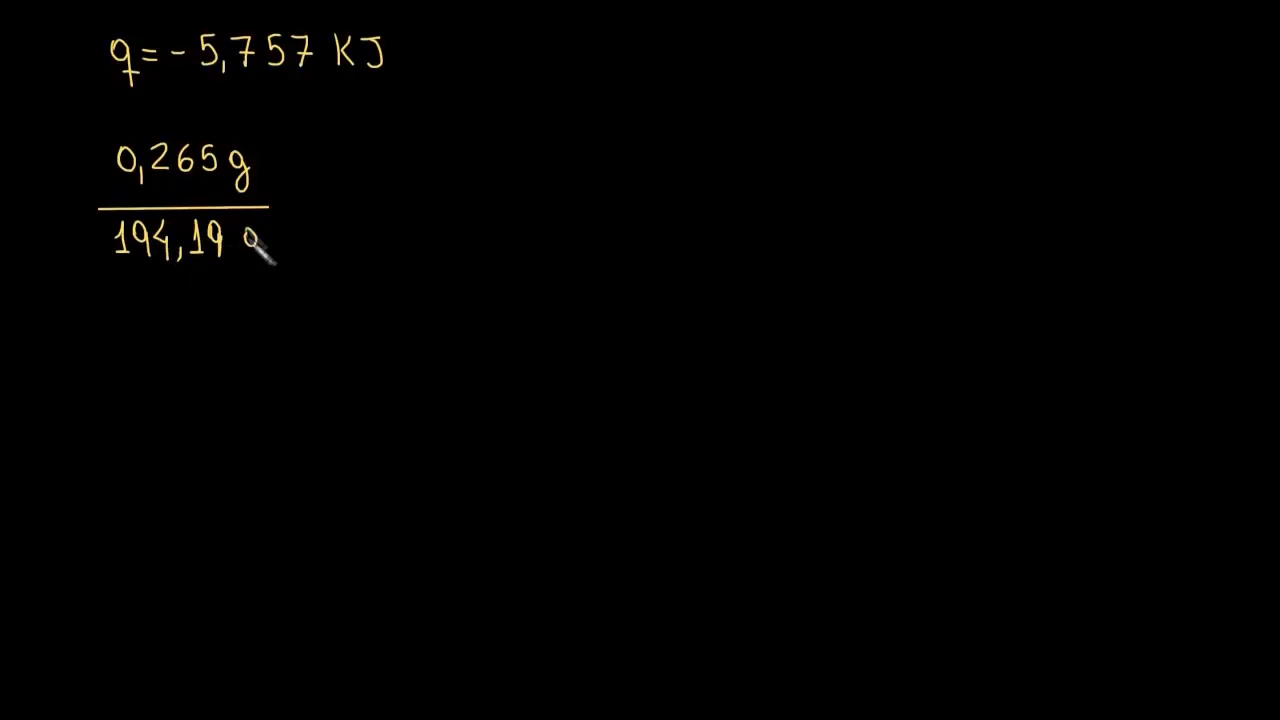 q = - 5,757 KJ
0,265 g
194,19